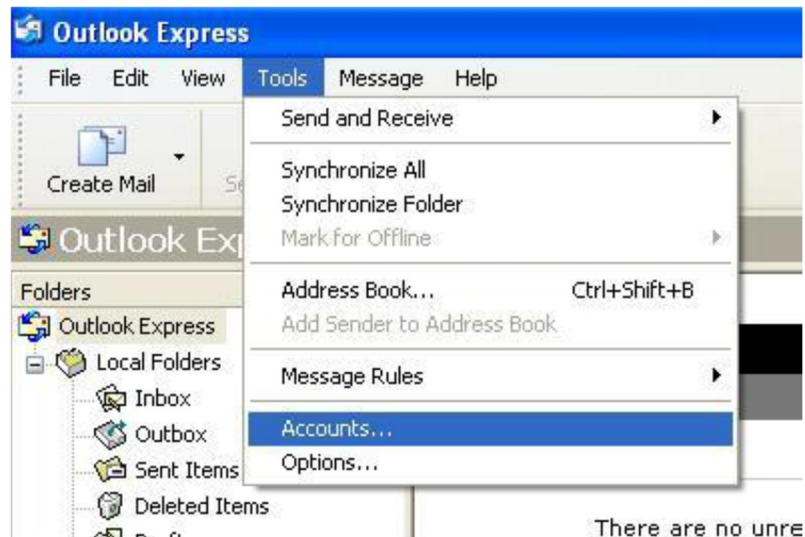 Outlook Express
File Edit View Tools Message Help
Create Mail
Send and Receive
Synchronize All
Synchronize Folder
Mark for Offline
Address Book... Ctrl+Shift+B
Add Sender to Address Book
Message Rules
Accounts...
Options...
Outlook Exp
Folders
Outlook Express
Local Folders
Inbox
Outbox
Sent Items
Deleted Items
There are no unre